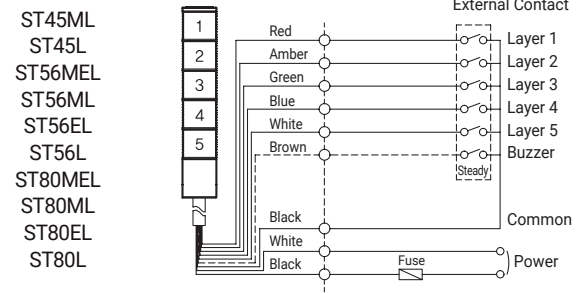 ST45ML
ST45L
ST56MEL
ST56ML
ST56EL
ST56L
ST80MEL
ST80ML
ST80EL
ST80L
1
2
3
4
5
External Contact
Red
Layer 1
Amber
Layer 2
Green
Layer 3
Blue
Layer 4
White
Layer 5
Brown
Buzzer
Steady
Black
Common
White
Black
Fuse
Power